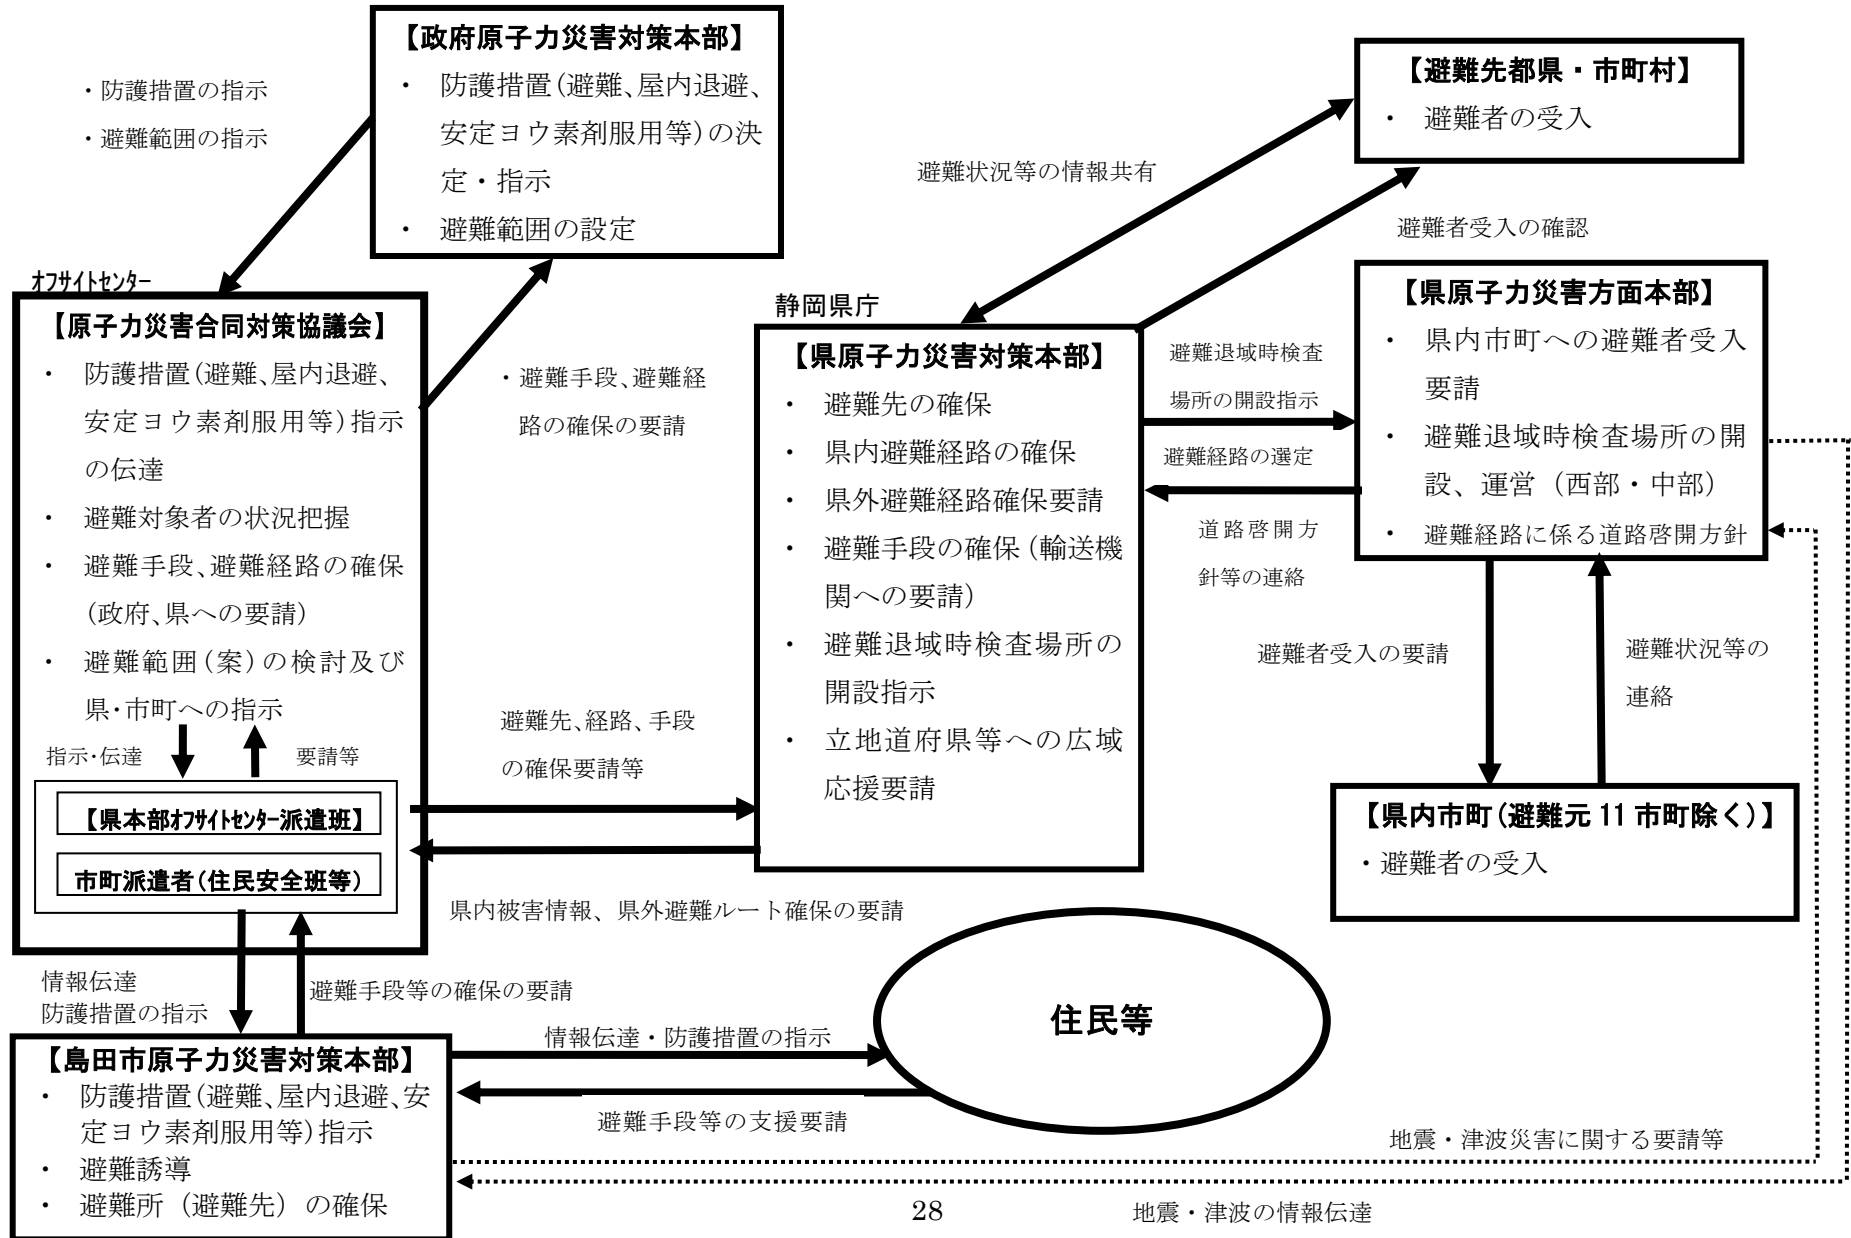 【政府原子力災害対策本部】
・ 防護措置(避難、屋内退避、
安定ヨウ素剤服用等)の決
定・指示
・ 避難範囲の設定
・防護措置の指示
・避難範囲の指示
【避難先都県・市町村】
・ 避難者の受入
避難状況等の情報共有
避難者受入の確認
オフサイトセンター
【原子力災害合同対策協議会】
・ 防護措置(避難、屋内退避、
安定ヨウ素剤服用等)指示
の伝達
・ 避難対象者の状況把握
・ 避難手段、避難経路の確保
(政府、県への要請)
・ 避難範囲(案)の検討及び
県・市町への指示
指示・伝達
要請等
【県本部オフサイトセンター派遣班】
市町派遣者(住民安全班等)
・避難手段、避難経
路の確保の要請
避難先、経路、手段
の確保要請等
県内被害情報、県外避難ルート確保の要請
静岡県庁
【県原子力災害対策本部】
・ 避難先の確保
・ 県内避難経路の確保
・ 県外避難経路確保要請
・ 避難手段の確保(輸送機
関への要請)
・ 避難退域時検査場所の
開設指示
・ 立地道府県等への広域
応援要請
避難退域時検査
場所の開設指示
避難経路の選定
道路啓開方
針等の連絡
【県原子力災害方面本部】
・ 県内市町への避難者受入
要請
・ 避難退域時検査場所の開
設、運営（西部・中部）
・ 避難経路に係る道路啓開方針
避難者受入の要請
避難状況等の
連絡
【県内市町(避難元 11 市町除く)】
・避難者の受入
情報伝達
防護措置の指示
避難手段等の確保の要請
【島田市原子力災害対策本部】
・ 防護措置(避難、屋内退避、安
定ヨウ素剤服用等)指示
・ 避難誘導
・ 避難所（避難先）の確保
情報伝達・防護措置の指示
避難手段等の支援要請
住民等
地震・津波災害に関する要請等
28
地震・津波の情報伝達